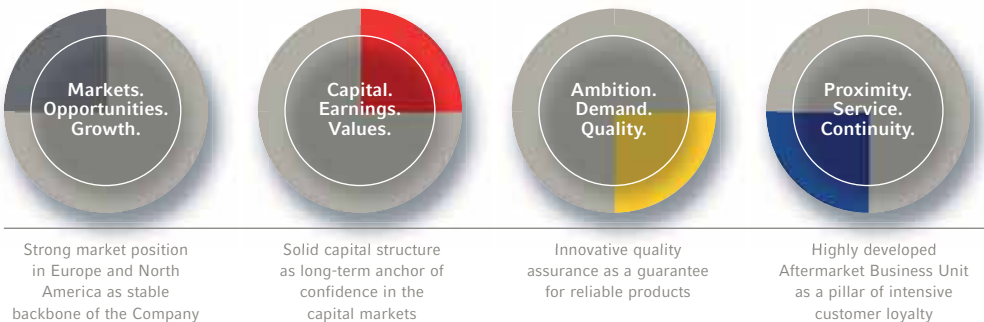 Markets.
Opportunities.
Growth.
Capital.
Earnings.
Values.
Ambition.
Demand.
Quality.
Proximity.
Service.
Continuity.
Strong market position
in Europe and North
America as stable
backbone of the Company
Solid capital structure
as long-term anchor of
confidence in the
capital markets
Innovative quality
assurance as a guarantee
for reliable products
Highly developed
Aftermarket Business Unit
as a pillar of intensive
customer loyalty